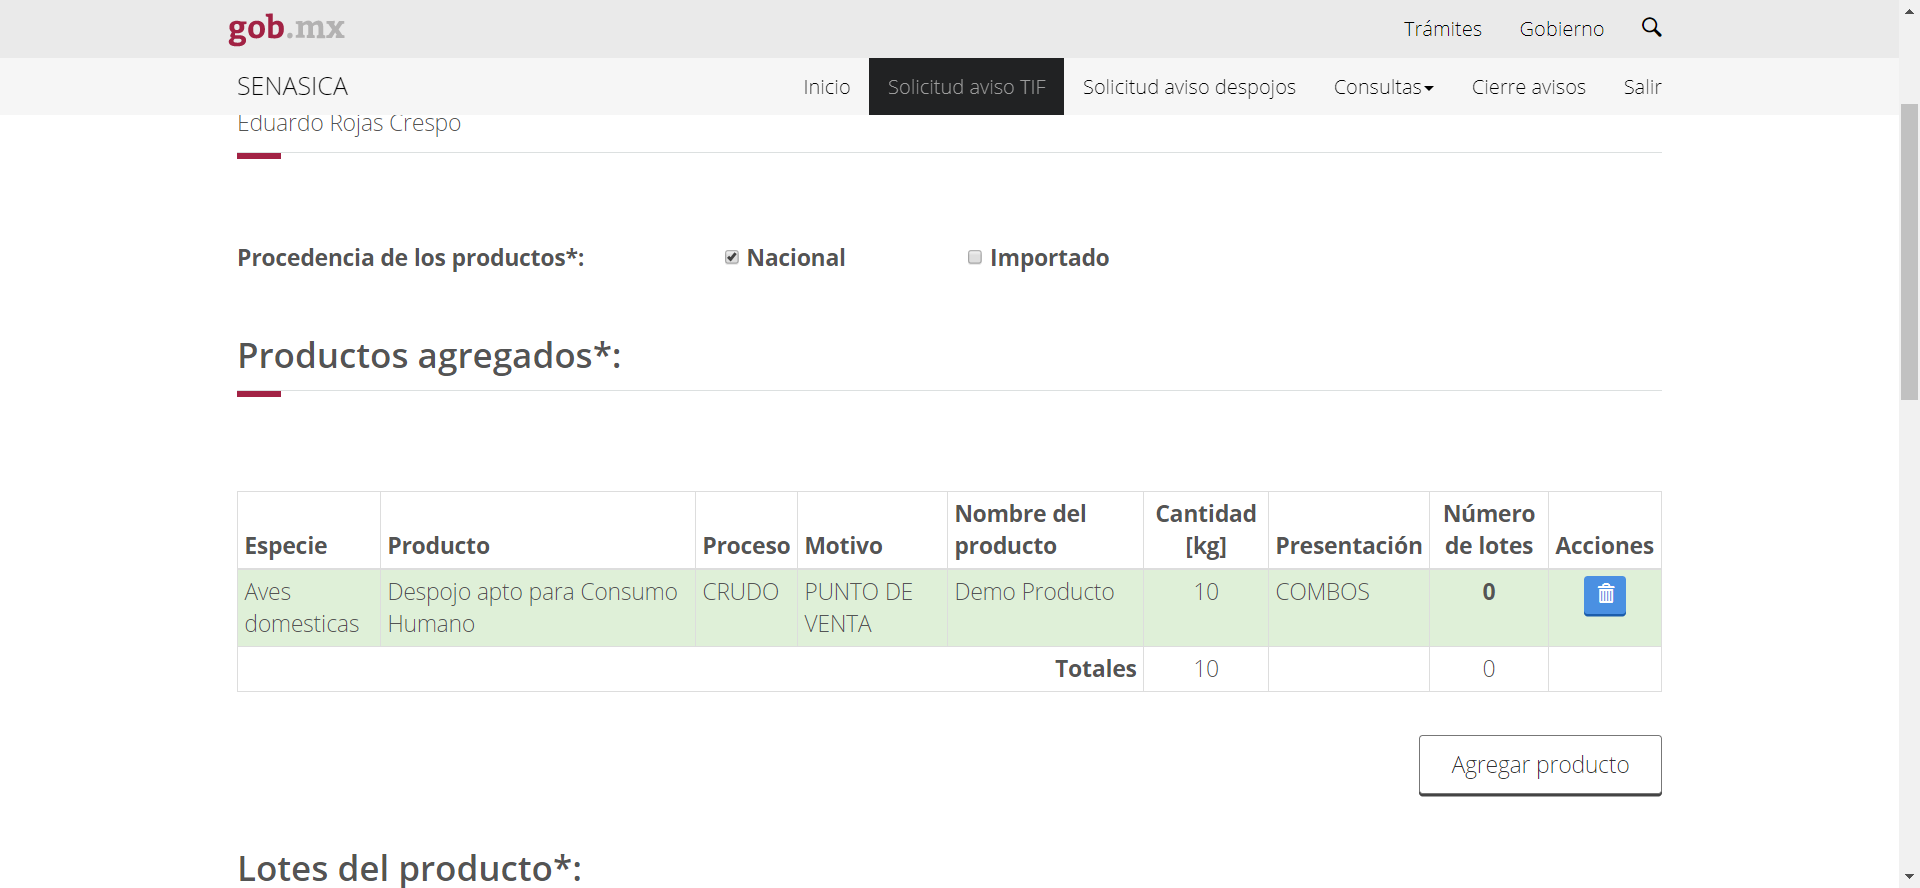 gob.mx
Trámites
Gobierno
SENASICA
Inicio
Solicitud aviso TIF
Solicitud aviso despojos
Consultas
Cierre avisos
Salir
Eduardo Rojas Crespo
Procedencia de los productos*:
Nacional
Importado
Productos agregados*:
Especie
Producto
Proceso
Motivo
Nombre del
producto
Cantidad
[kg]
Presentación
Número
de lotes
Acciones
Aves
domesticas
Despojo apto para Consumo
Humano
CRUDO
PUNTO DE
VENTA
Demo Producto
10
COMBOS
0
Totales
10
0
Agregar producto
Lotes del producto*: